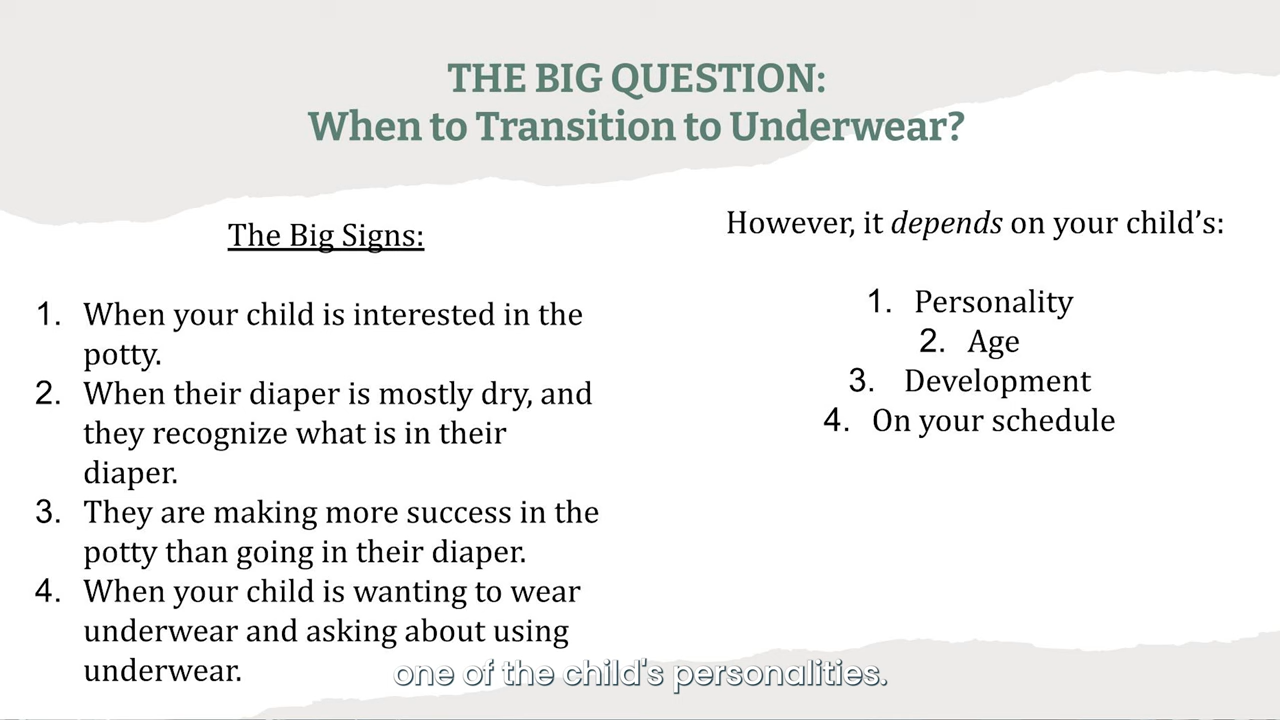 THE BIG QUESTION:
When to Transition to Underwear?
The Big Signs:
1. When your child is interested in the
potty.
2. When their diaper is mostly dry, and
they recognize what is in their
diaper.
3. They are making more success in the
potty than going in their diaper.
4. When your child is wanting to wear
underwear and asking about using
underwear.
However, it depends on your child’s:
1. Personality
2. Age
3. Development
4. On your schedule
one of the child's personalities.